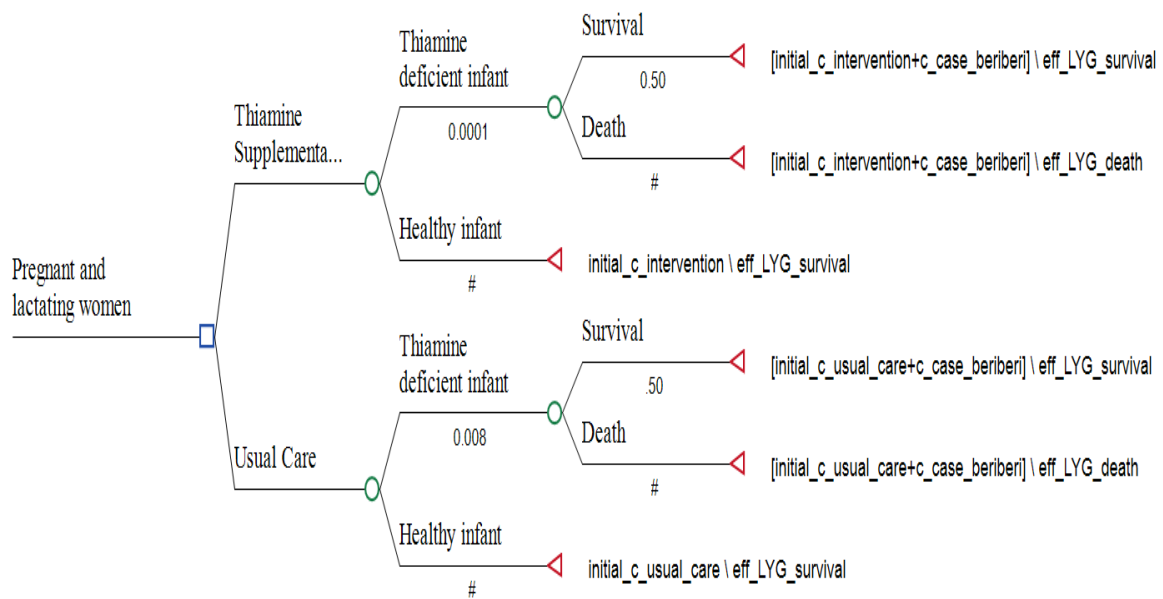 Pregnant and
lactating women
Thiamine
Supplementa...
Thiamine
deficient infant
0.0001
Survival
0.50
[initial_c_intervention+c_case_beriberi] \ eff_LYG_survival
Death
#
[initial_c_intervention+c_case_beriberi] \ eff_LYG_death
Healthy infant
#
initial_c_intervention \ eff_LYG_survival
Usual Care
Thiamine
deficient infant
0.008
Survival
.50
[initial_c_usual_care+c_case_beriberi] \ eff_LYG_survival
Death
#
[initial_c_usual_care+c_case_beriberi] \ eff_LYG_death
Healthy infant
#
initial_c_usual_care \ eff_LYG_survival